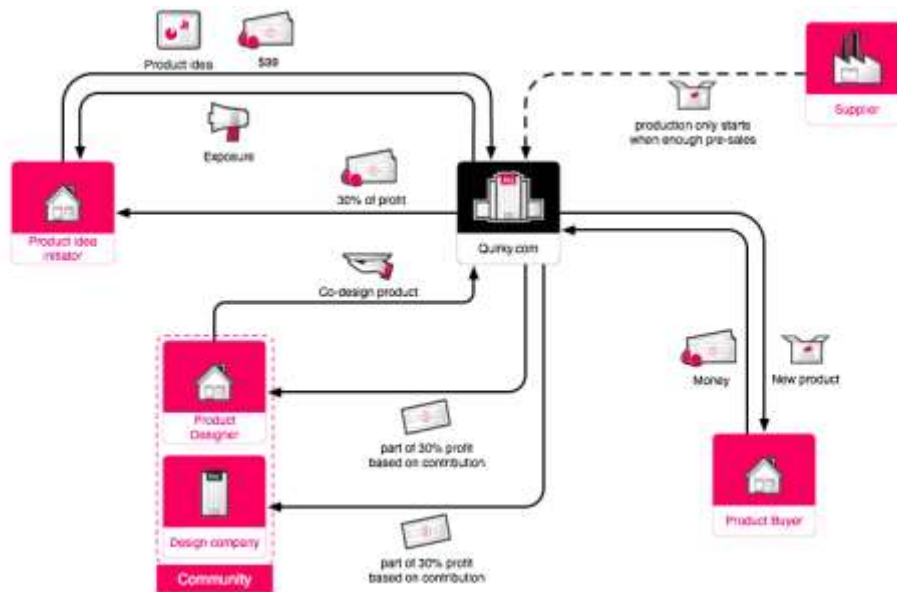 Product idea
$99
Exposure
production only starts
when enough pre-sales
Supplier
30% of profit
Product idea
initiator
Quirky.com
Co-design product
Money
New product
Product
Designer
part of 30% profit
based on contribution
Product Buyer
Design company
part of 30% profit
based on contribution
Community